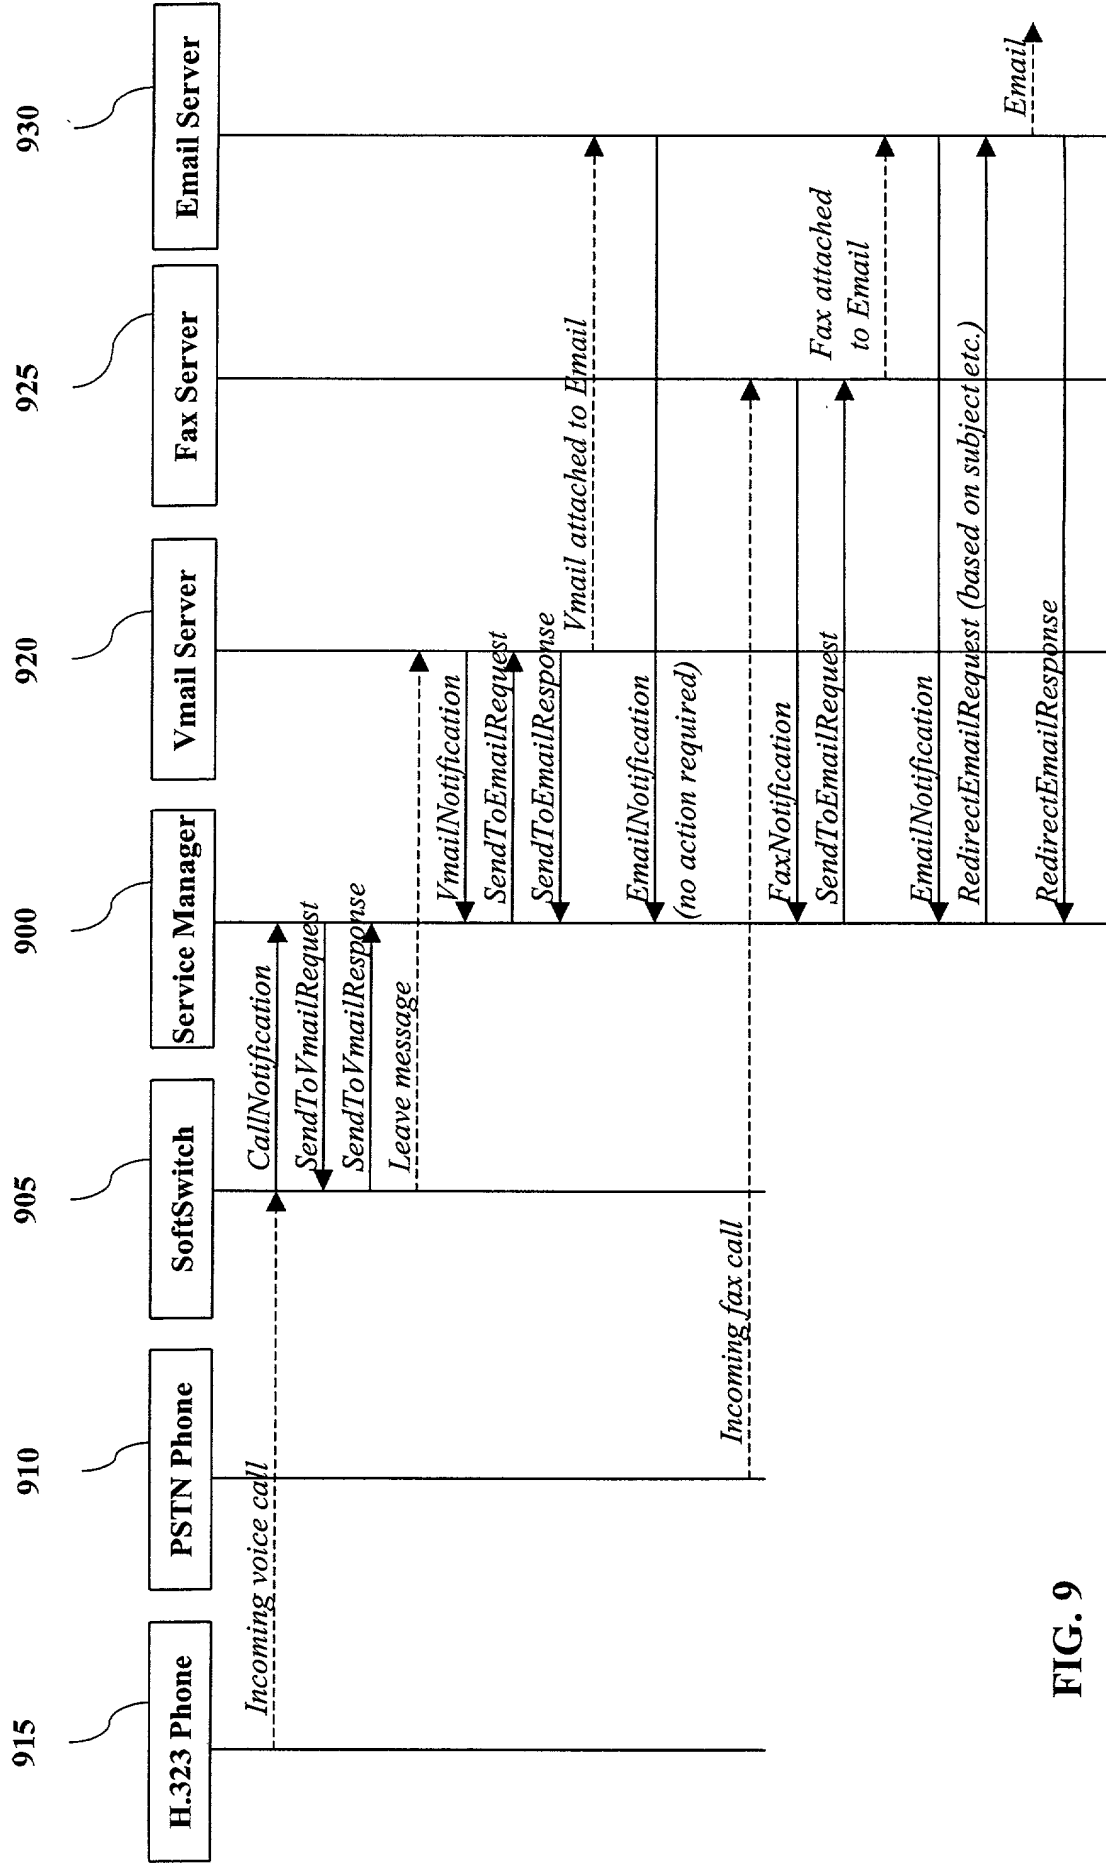 915
910
905
900
920
925
930
H.323 Phone
PSTN Phone
SoftSwitch
Service Manager
Vmail Server
Fax Server
Email Server
Incoming voice call
CallNotification
SendToVmailRequest
SendToVmailResponse
Leave message
VmailNotification
SendToEmailRequest
SendToEmailResponse
Vmail attached to Email
EmailNotification
(no action required)
Incoming fax call
FaxNotification
SendToEmailRequest
Fax attached
to Email
EmailNotification
RedirectEmailRequest (based on subject etc.)
Email
RedirectEmailResponse
FIG. 9